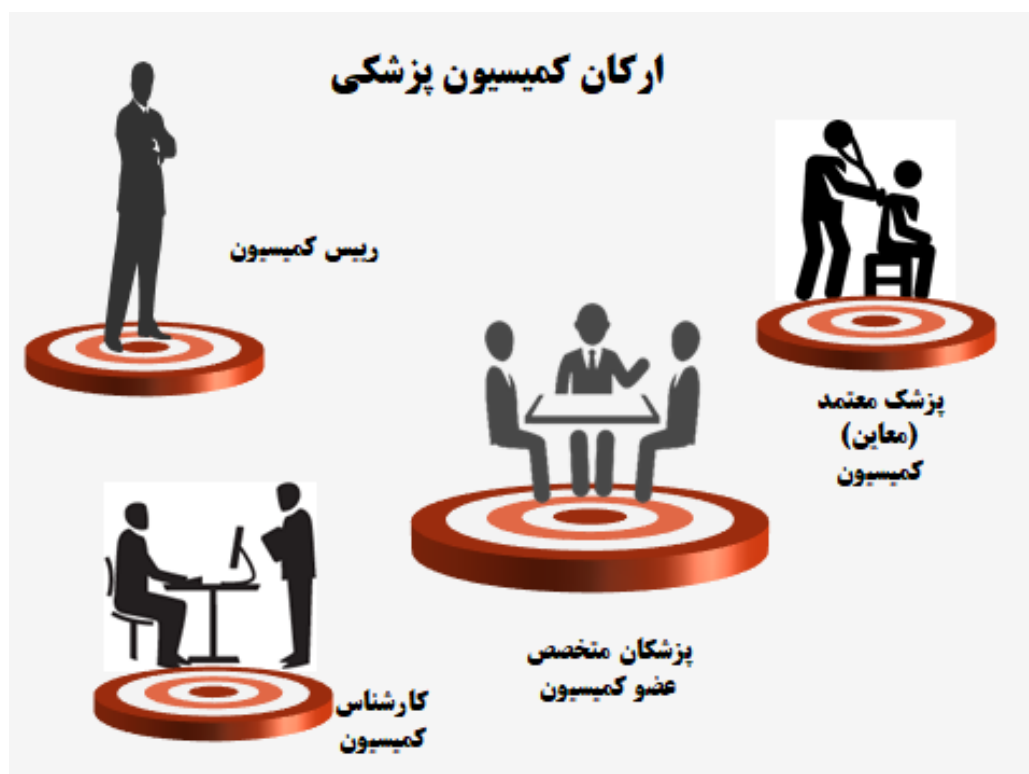 ارکان کمیسیون پزشکی
رییس کمیسیون
پزشک معتمد
(معاین)
کمیسیون
پزشکان متخصص
عضو کمیسیون
کارشناس
کمیسیون